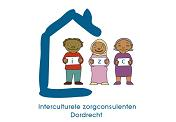 I Z C
Interculturele zorgconsulenten
Dordrecht